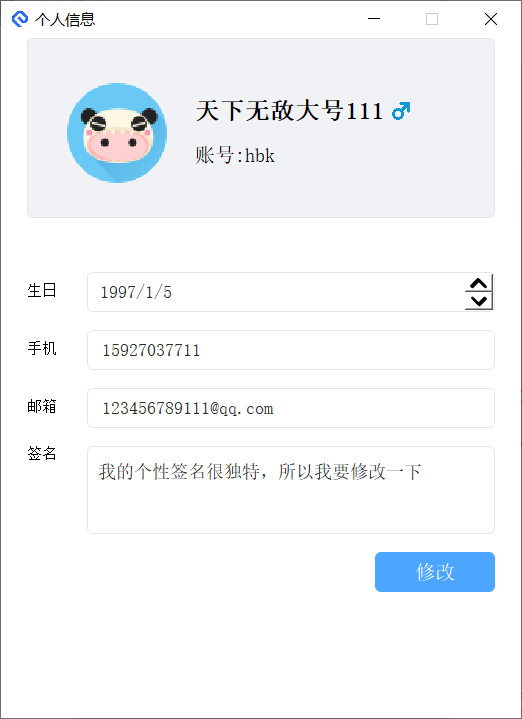 个人信息
天下无敌大号111
账号:hbk
生日 1997/1/5
手机 15927037711
邮箱 123456789111@qq.com
签名 我的个性签名很独特，所以我要修改一下
修改